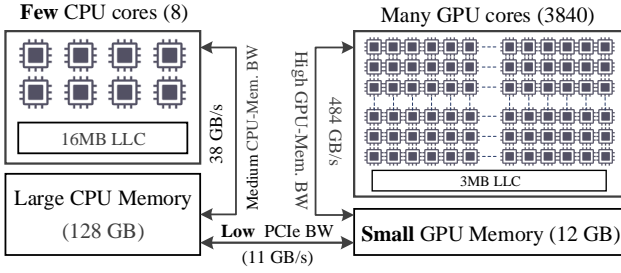 Few CPU cores (8)
16MB LLC
Large CPU Memory
(128 GB)
38 GB/s
Medium CPU-Mem. BW
High GPU-Mem. BW
484 GB/s
Low PCIe BW
(11 GB/s)
Many GPU cores (3840)
3MB LLC
Small GPU Memory (12 GB)